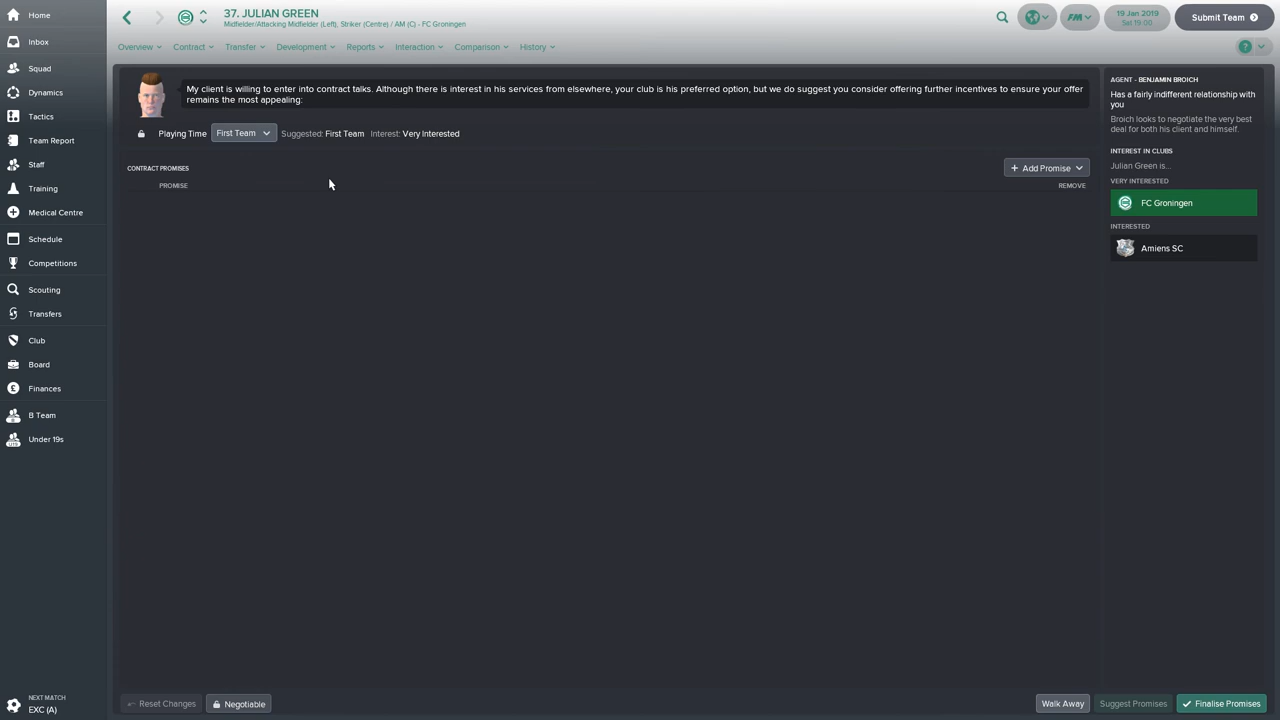 Home
Inbox
Squad
Dynamics
Tactics
Team Report
Staff
Training
Medical Centre
Schedule
Competitions
Scouting
Transfers
Club
Board
Finances
B Team
Under 19s
NEXT MATCH
EXC (A)
37. JULIAN GREEN
Midfielder/Attacking Midfielder (Left), Striker (Centre) / AM (C) - FC Groningen
FM
19 Jan 2019
Sat 19:00
Submit Team
Overview
Contract
Transfer
Development
Reports
Interaction
Comparison
History
?
My client is willing to enter into contract talks. Although there is interest in his services from elsewhere, your club is his preferred option, but we do suggest you consider offering further incentives to ensure your offer
remains the most appealing:
Playing Time First Team Suggested: First Team Interest: Very Interested
CONTRACT PROMISES
+ Add Promise
PROMISE
REMOVE
Reset Changes
Negotiable
Walk Away
Suggest Promises
Finalise Promises
AGENT - BENJAMIN BROICH
Has a fairly indifferent relationship with
you
Broich looks to negotiate the very best
deal for both his client and himself.
INTEREST IN CLUBS
Julian Green is...
VERY INTERESTED
FC Groningen
INTERESTED
Amiens SC